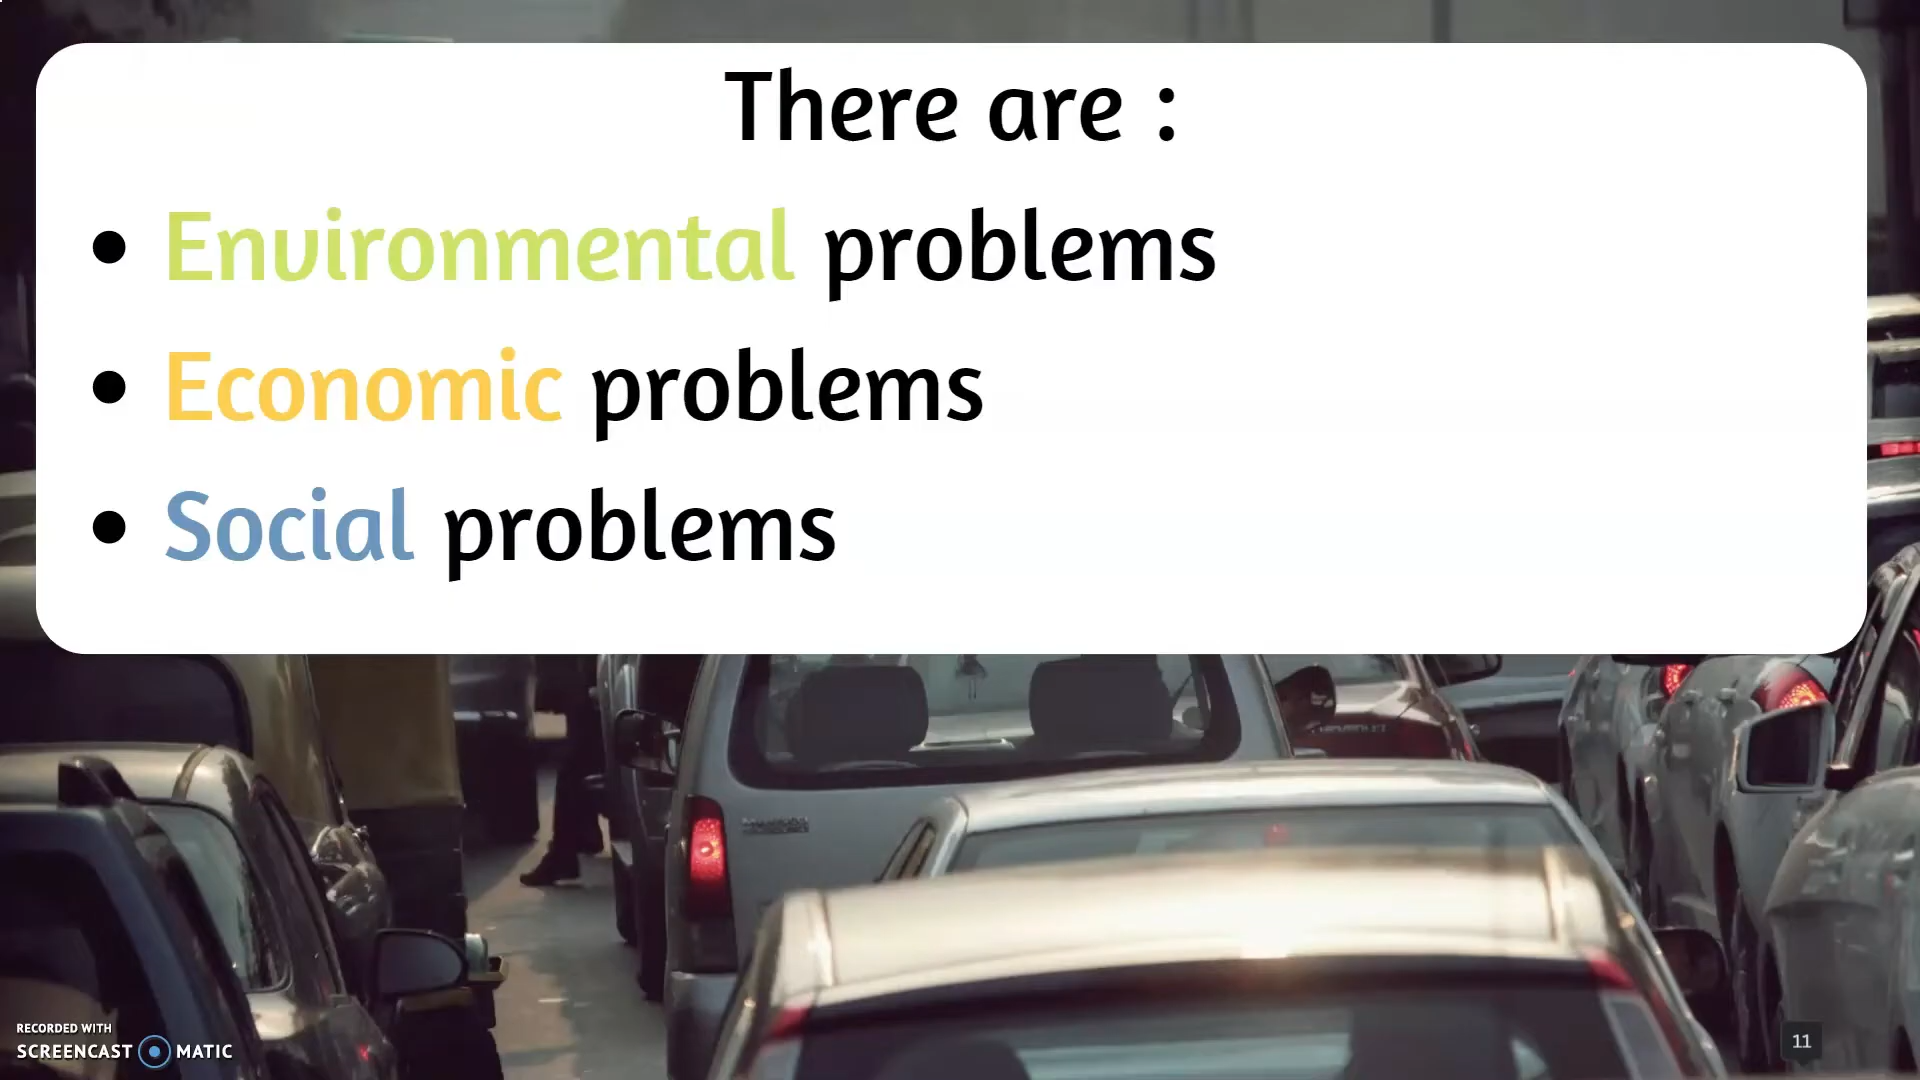 There are :
• Environmental problems
• Economic problems
• Social problems
RECORDED WITH
SCREENCAST MATIC
11